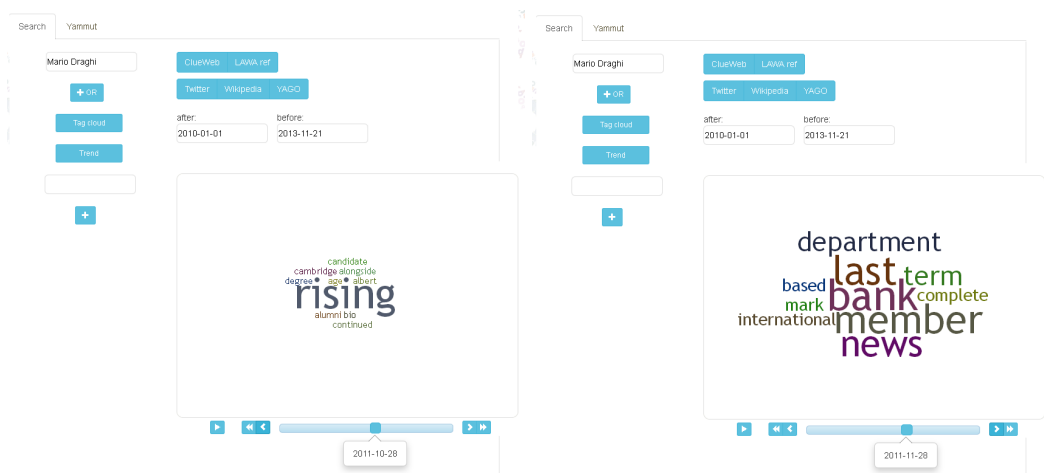 Search Yammut
Mario Draghi
ClueWeb LAWA ref
OR
Twitter Wikipedia YAGO
Tag cloud
after: before:
2010-01-01 2013-11-21
Trend
candidate
cambridge alongside
degree age albert
rising
alumni bio
continued
2011-10-28
Search Yammut
Mario Draghi
ClueWeb LAWA ref
OR
Twitter Wikipedia YAGO
Tag cloud
after: before:
2010-01-01 2013-11-21
Trend
department
last term
based bank complete
mark
international member
news
2011-11-28